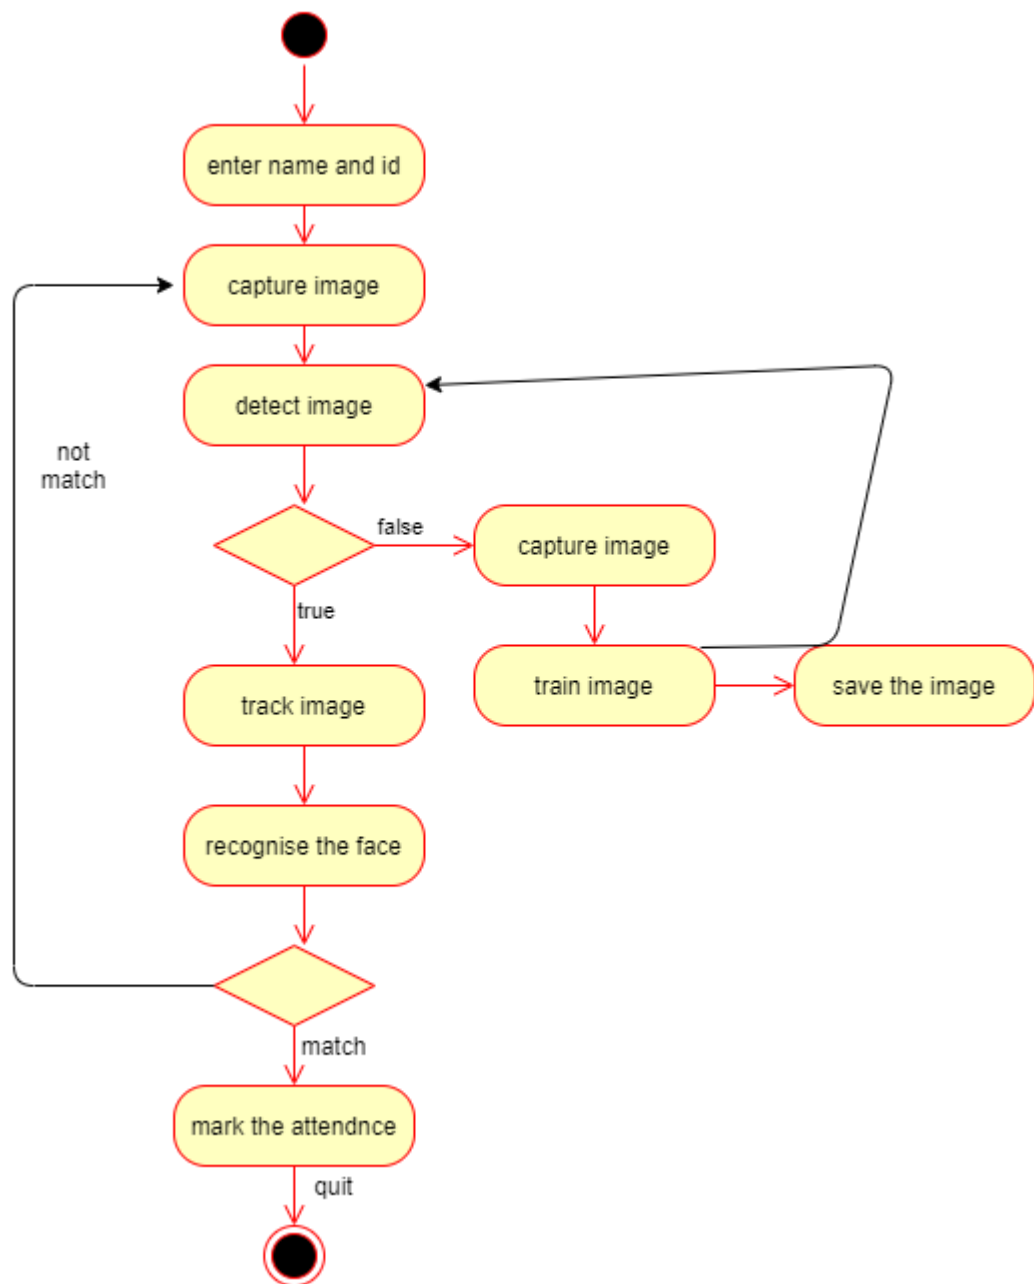 enter name and id
capture image
detect image
not
match
false
capture image
true
train image
save the image
track image
recognise the face
match
mark the attendnce
quit